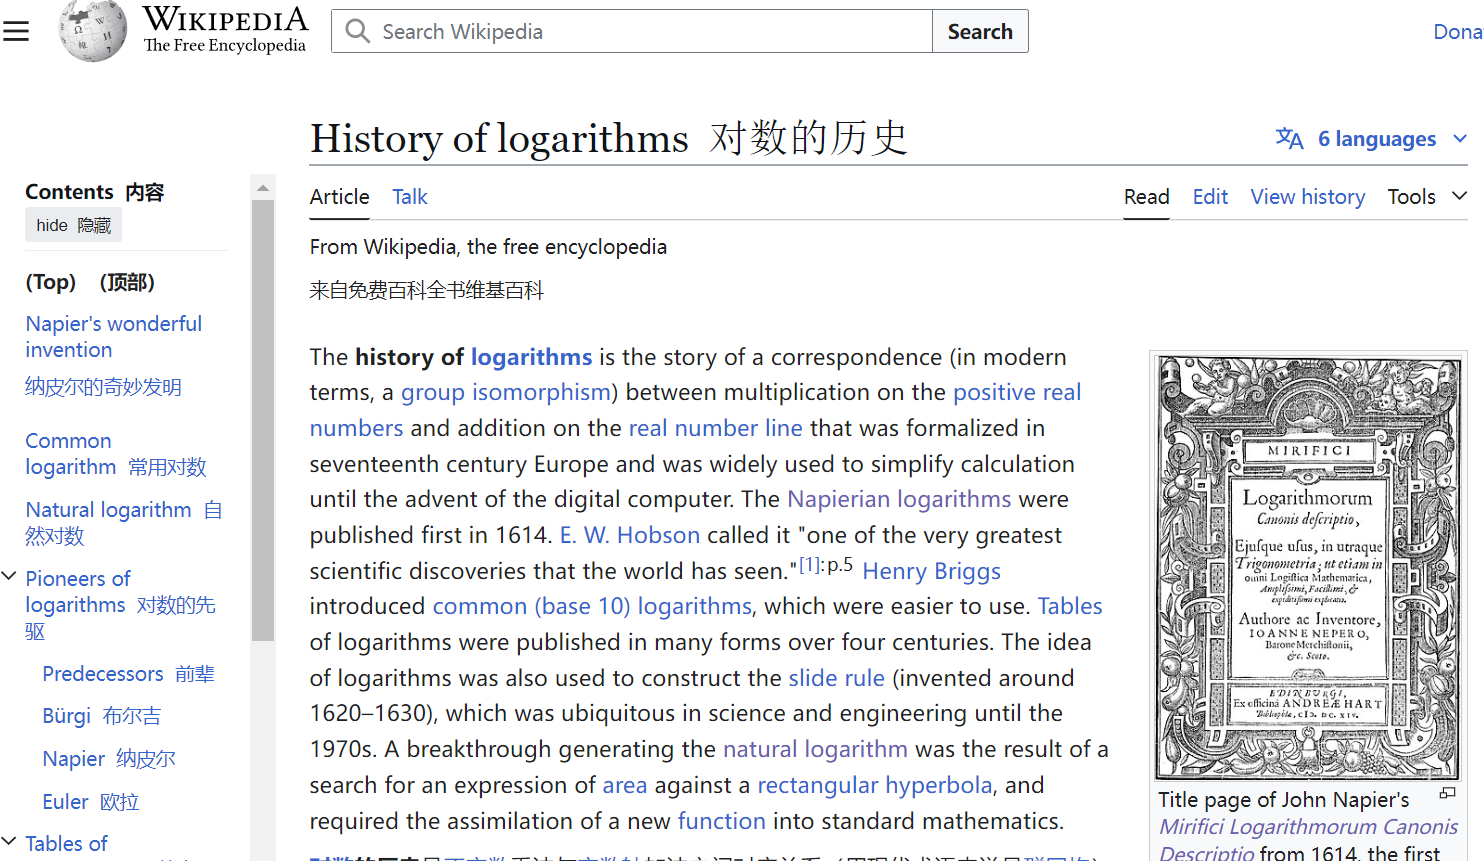 WIKIPEDIA
The Free Encyclopedia
Search Wikipedia
Search
Dona
History of logarithms 对数的历史
6 languages
Contents 内容
hide 隐藏
(Top) (顶部)
Napier's wonderful
invention
纳皮尔的奇妙发明
Common
logarithm 常用对数
Natural logarithm 自
然对数
Pioneers of
logarithms 对数的先
驱
Predecessors 前辈
Bürgi 布尔吉
Napier 纳皮尔
Euler 欧拉
Tables of
Article Talk
Read Edit View history Tools
From Wikipedia, the free encyclopedia
来自免费百科全书维基百科
The history of logarithms is the story of a correspondence (in modern
terms, a group isomorphism) between multiplication on the positive real
numbers and addition on the real number line that was formalized in
seventeenth century Europe and was widely used to simplify calculation
until the advent of the digital computer. The Napierian logarithms were
published first in 1614. E. W. Hobson called it "one of the very greatest
scientific discoveries that the world has seen."[1]:p.5 Henry Briggs
introduced common (base 10) logarithms, which were easier to use. Tables
of logarithms were published in many forms over four centuries. The idea
of logarithms was also used to construct the slide rule (invented around
1620–1630), which was ubiquitous in science and engineering until the
1970s. A breakthrough generating the natural logarithm was the result of a
search for an expression of area against a rectangular hyperbola, and
required the assimilation of a new function into standard mathematics.
MIRIFICI
Logarithmorum
Canonis descriptio,
Ejusque usus, in utraque
Trigonometria; ut etiam in
omni Logistica Mathematica,
Amplissimi, Facillimi, &
expeditissimi explicatio.
Authore ac Inventore,
IOANNE NEPERO,
Barone Merchistonii,
&c. Scoto.
EDINBURGI,
Ex officinâ ANDREÆ HART
Title page of John Napier's
Mirifici Logarithmorum Canonis
Descriptio from 1614, the first